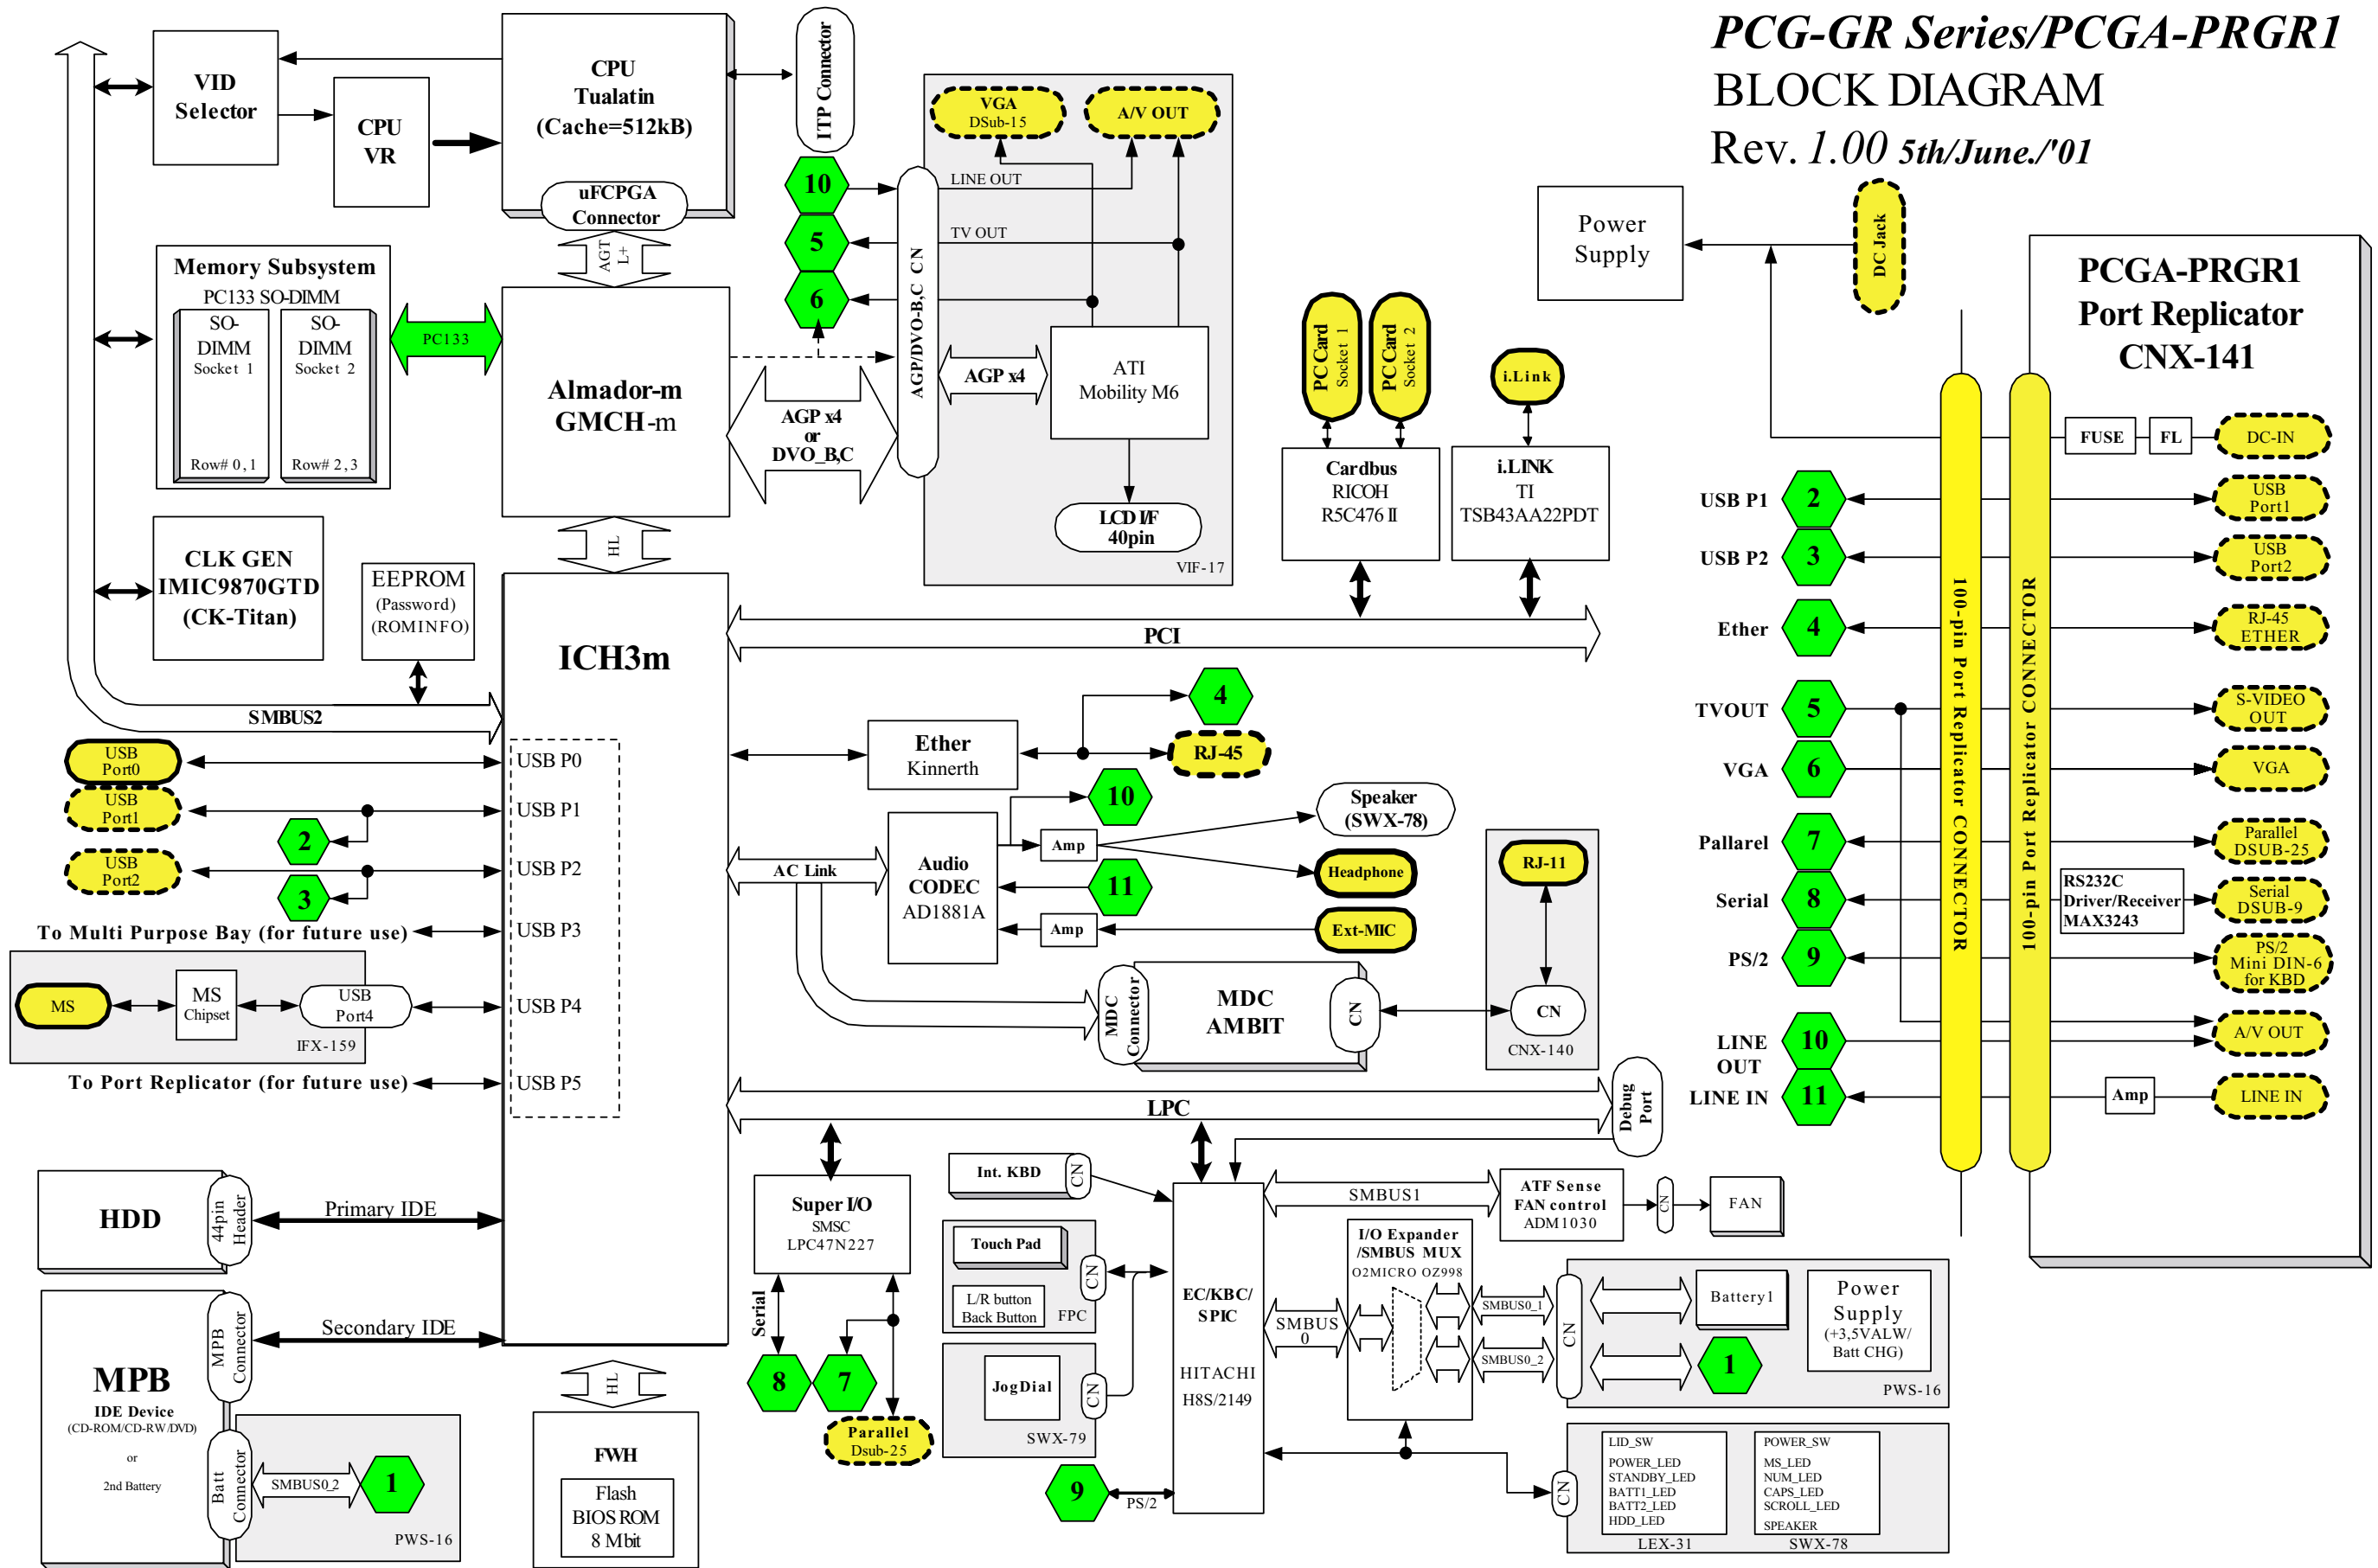 PCG-GR Series/PCGA-PRGR1
BLOCK DIAGRAM
Rev. 1.00 5th/June./'01
VID
Selector
CPU
VR
CPU
Tualatin
(Cache=512kB)
uFCPGA
Connector
ITP Connector
AGT
L+
Memory Subsystem
PC133 SO-DIMM
SO-
DIMM
Socket 1
Row# 0,1
SO-
DIMM
Socket 2
Row# 2,3
PC133
Almador-m
GMCH-m
AGP x4
or
DVO_B,C
10
5
6
AGP/DVO-B,C CN
VGA
DSub-15
A/V OUT
LINE OUT
TV OUT
AGP x4
ATI
Mobility M6
LCD I/F
40pin
VIF-17
CLK GEN
IMIC9870GTD
(CK-Titan)
EEPROM
(Password)
(ROMINFO)
SMBUS2
HL
ICH3m
PC Card
Socket 1
PC Card
Socket 2
i.Link
Cardbus
RICOH
R5C476 II
i.LINK
TI
TSB43AA22PDT
PCI
Ether
Kinnerth
4
RJ-45
USB
Port0
USB
Port1
2
USB
Port2
3
USB P0
USB P1
USB P2
USB P3
USB P4
USB P5
To Multi Purpose Bay (for future use)
MS
MS
Chipset
USB
Port4
IFX-159
To Port Replicator (for future use)
AC Link
Audio
CODEC
AD1881A
10
Amp
Speaker
(SWX-78)
Headphone
11
Amp
Ext-MIC
MDC
Connector
MDC
AMBIT
CN
RJ-11
CN
CNX-140
LPC
Debug
Port
HDD
44pin
Header
Primary IDE
MPB
IDE Device
(CD-ROM/CD-RW/DVD)
or
2nd Battery
MPB
Connector
Secondary IDE
Batt
Connector
SMBUS0_2
1
PWS-16
HL
FWH
Flash
BIOS ROM
8 Mbit
Super I/O
SMSC
LPC47N227
Serial
8
7
Parallel
Dsub-25
Int. KBD
CN
Touch Pad
L/R button
Back Button
CN
FPC
JogDial
CN
SWX-79
9
PS/2
EC/KBC/
SPIC
HITACHI
H8S/2149
SMBUS1
ATF Sense
FAN control
ADM1030
CN
FAN
SMBUS
0
I/O Expander
/SMBUS MUX
O2MICRO OZ998
SMBUS0_1
SMBUS0_2
CN
Battery1
1
Power
Supply
(+3,5VALW/
Batt CHG)
PWS-16
CN
LID_SW
POWER_LED
STANDBY_LED
BATT1_LED
BATT2_LED
HDD_LED
LEX-31
POWER_SW
MS_LED
NUM_LED
CAPS_LED
SCROLL_LED
SPEAKER
SWX-78
Power
Supply
DC Jack
PCGA-PRGR1
Port Replicator
CNX-141
100-pin Port Replicator CONNECTOR
100-pin Port Replicator CONNECTOR
FUSE
FL
DC-IN
USB P1
2
USB
Port1
USB P2
3
USB
Port2
Ether
4
RJ-45
ETHER
TVOUT
5
S-VIDEO
OUT
VGA
6
VGA
Pallarel
7
Parallel
DSUB-25
Serial
8
RS232C
Driver/Receiver
MAX3243
Serial
DSUB-9
PS/2
9
PS/2
Mini DIN-6
for KBD
LINE
OUT
10
A/V OUT
LINE IN
11
Amp
LINE IN